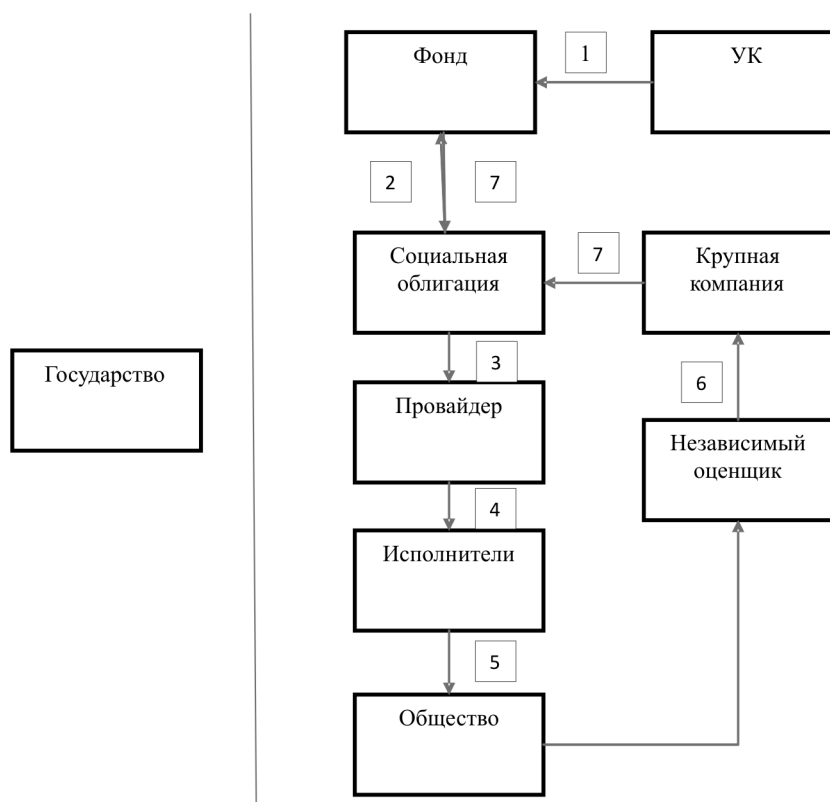 Фонд
1
УК
2
7
Социальная
облигация
7
Крупная
компания
Государство
3
6
Провайдер
Независимый
оценщик
4
Исполнители
5
Общество